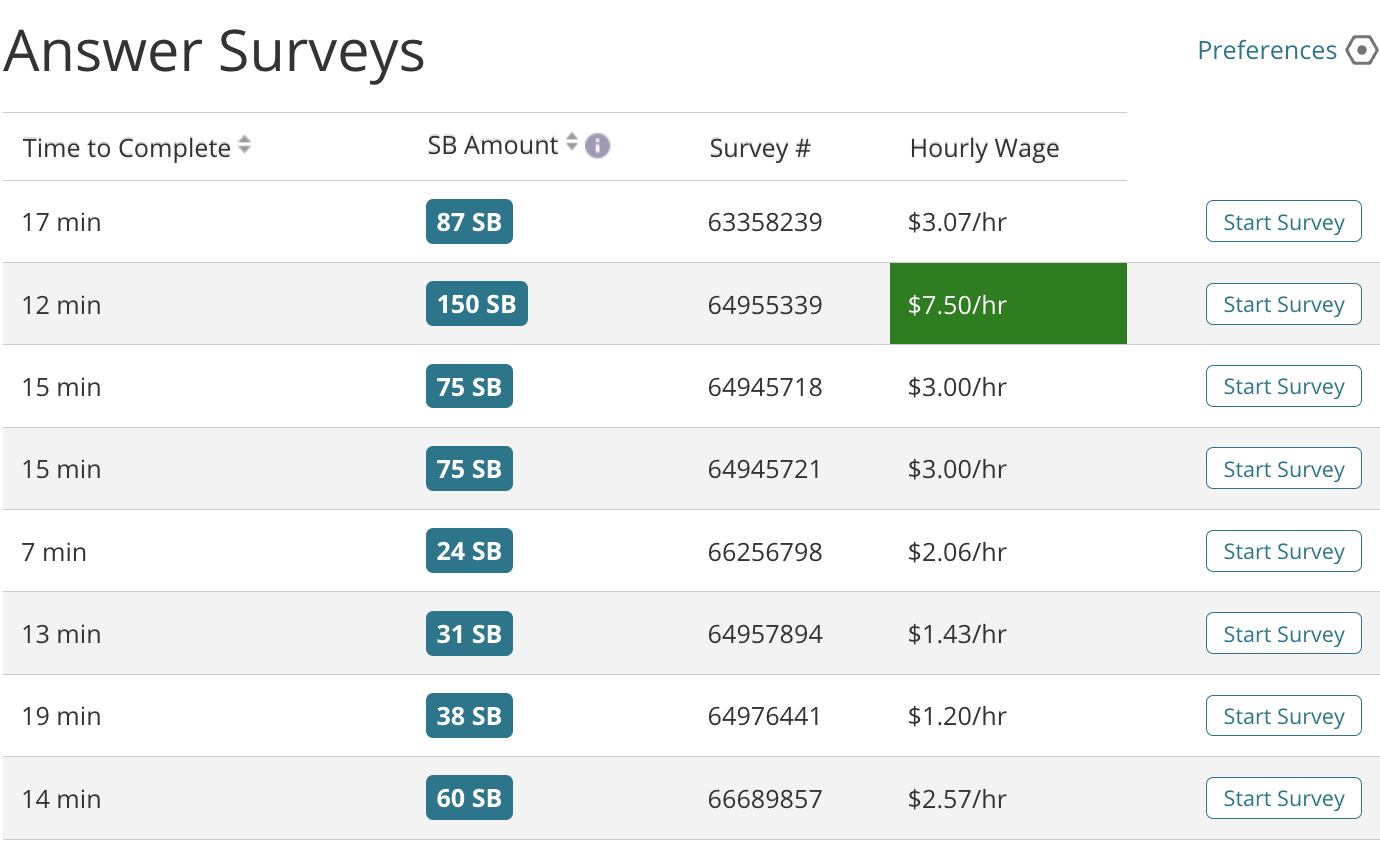 Answer Surveys
Preferences
Time to Complete SB Amount Survey # Hourly Wage
17 min 87 SB 63358239 $3.07/hr Start Survey
12 min 150 SB 64955339 $7.50/hr Start Survey
15 min 75 SB 64945718 $3.00/hr Start Survey
15 min 75 SB 64945721 $3.00/hr Start Survey
7 min 24 SB 66256798 $2.06/hr Start Survey
13 min 31 SB 64957894 $1.43/hr Start Survey
19 min 38 SB 64976441 $1.20/hr Start Survey
14 min 60 SB 66689857 $2.57/hr Start Survey